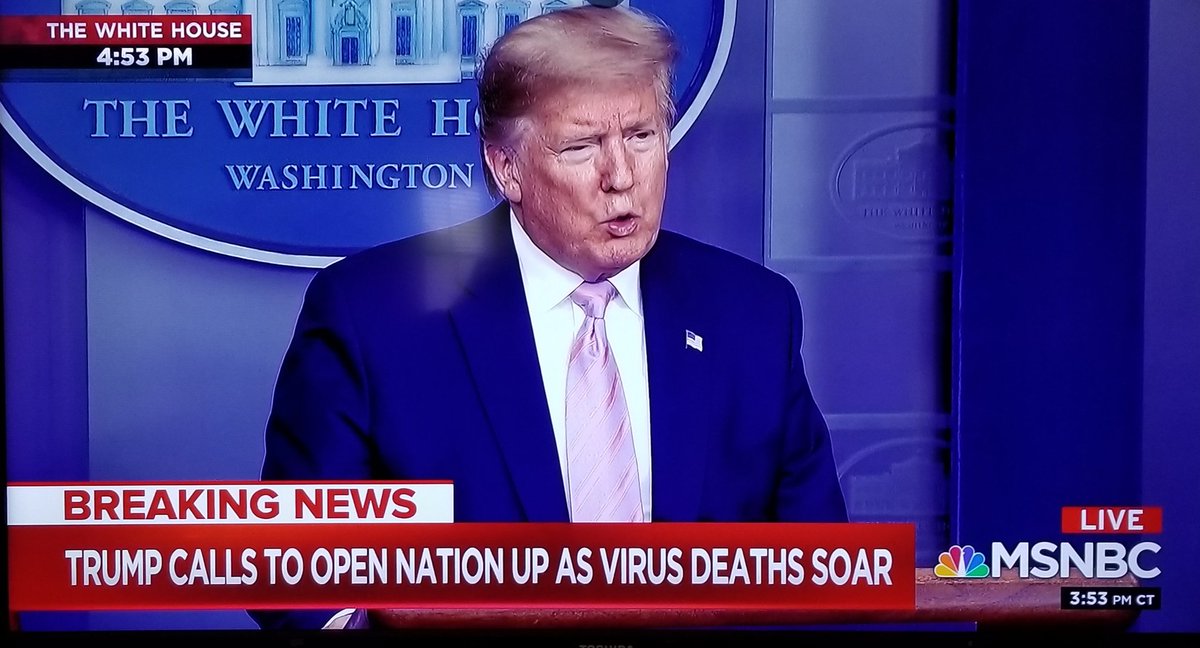 THE WHITE HOUSE
4:53 PM
THE WHITE HO
WASHINGTON
THE WHITE
BREAKING NEWS
TRUMP CALLS TO OPEN NATION UP AS VIRUS DEATHS SOAR
LIVE
MSNBC
3:53 PM CT
TOSHIBA